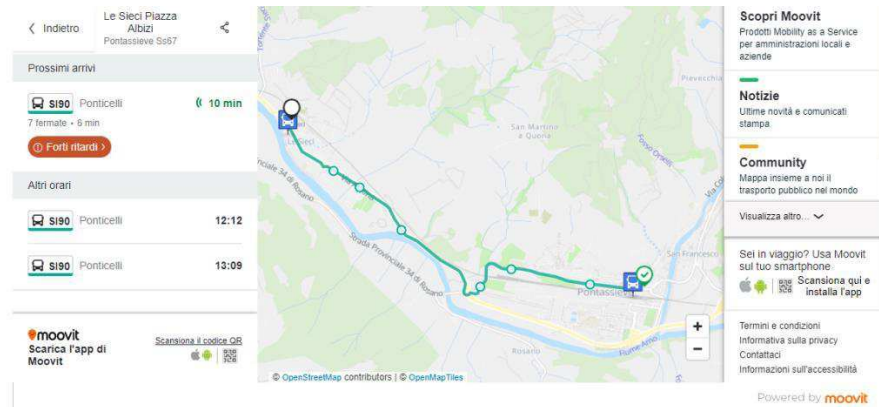 Indietro
Le Sieci Piazza
Albizi
Pontassieve Ss67
Prossimi arrivi
SI90 Ponticelli 10 min
7 fermate • 8 min
Forti ritardi
Altri orari
SI90 Ponticelli 12:12
SI90 Ponticelli 13:09
moovit
Scarica l'app di
Moovit
Scansiona il codice QR
Le Sieci
San Martino
a Quona
Strada Provinciale 34 di Rosano
Pontassieve
San Francesco
Rosano
Fiume Arno
+
−
© OpenStreetMap contributors | © OpenMapTiles
Scopri Moovit
Prodotti Mobility as a Service
per amministrazioni locali e
aziende
Notizie
Ultime novità e comunicati
stampa
Community
Mappa insieme a noi il
trasporto pubblico nel mondo
Visualizza altro...
Sei in viaggio? Usa Moovit
sul tuo smartphone
Scansiona qui e
installa l'app
Termini e condizioni
Informativa sulla privacy
Contattaci
Informazioni sull'accessibilità
Powered by moovit